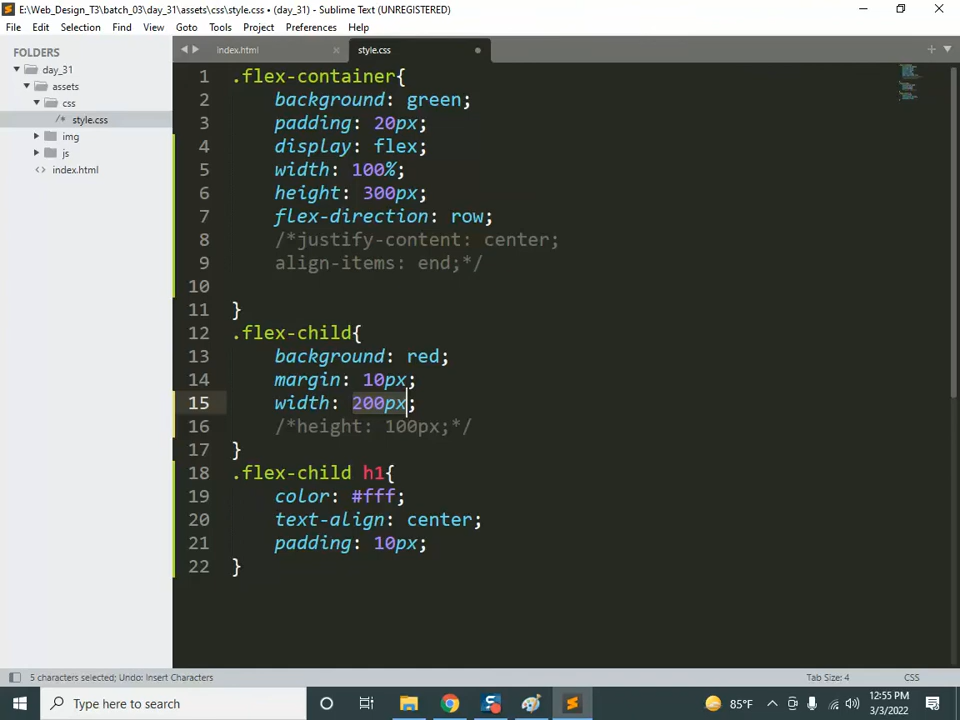 E:\Web_Design_T3\batch_03\day_31\assets\css\style.css • (day_31) - Sublime Text (UNREGISTERED)
File Edit Selection Find View Goto Tools Project Preferences Help
FOLDERS
day_31
assets
css
/* style.css
img
js
<> index.html
index.html × style.css
1 .flex-container{
2 background: green;
3 padding: 20px;
4 display: flex;
5 width: 100%;
6 height: 300px;
7 flex-direction: row;
8 /*justify-content: center;
9 align-items: end;*/
10
11 }
12 .flex-child{
13 background: red;
14 margin: 10px;
15 width: 200px;
16 /*height: 100px;*/
17 }
18 .flex-child h1{
19 color: #fff;
20 text-align: center;
21 padding: 10px;
22 }
5 characters selected; Undo: Insert Characters Tab Size: 4 CSS
Type here to search
85°F
12:55 PM
3/3/2022